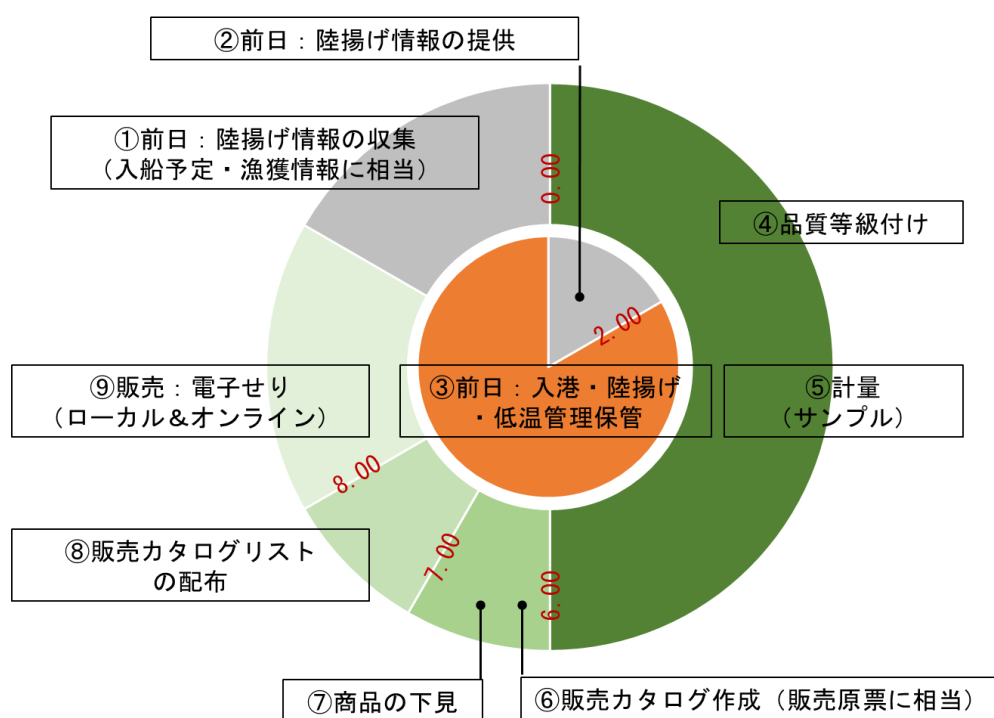 ②前日：陸揚げ情報の提供
①前日：陸揚げ情報の収集
（入船予定・漁獲情報に相当）
0.00
④品質等級付け
2.00
⑨販売：電子せり
（ローカル＆オンライン）
③前日：入港・陸揚げ
・低温管理保管
⑤計量
（サンプル）
8.00
7.00
6.00
⑧販売カタログリスト
の配布
⑦商品の下見
⑥販売カタログ作成（販売原票に相当）